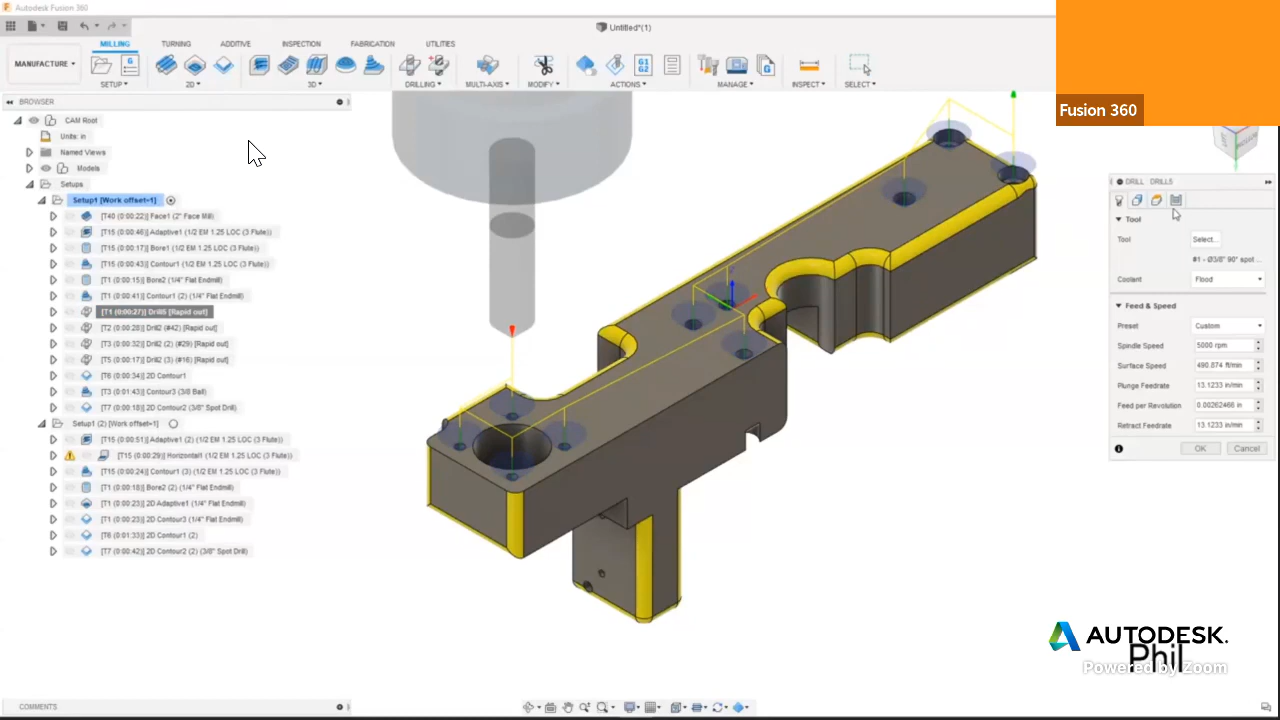 Autodesk Fusion 360
Untitled*(1)
MILLING TURNING ADDITIVE INSPECTION FABRICATION UTILITIES
MANUFACTURE
SETUP 2D 3D DRILLING MULTI-AXIS MODIFY ACTIONS MANAGE INSPECT SELECT
Fusion 360
BROWSER
CAM Root
Units: in
Named Views
Models
Setups
Setup1 [Work offset=1]
[T40 (0:00:22)] Face1 (2" Face Mill)
[T15 (0:00:46)] Adaptive1 (1/2 EM 1.25 LOC (3 Flute))
[T15 (0:00:17)] Bore1 (1/2 EM 1.25 LOC (3 Flute))
[T15 (0:00:43)] Contour1 (1/2 EM 1.25 LOC (3 Flute))
[T1 (0:00:15)] Bore2 (1/4" Flat Endmill)
[T1 (0:00:41)] Contour1 (2) (1/4" Flat Endmill)
[T1 (0:00:27)] Drill5 [Rapid out]
[T2 (0:00:28)] Drill2 (#42) [Rapid out]
[T3 (0:00:32)] Drill2 (2) (#29) [Rapid out]
[T5 (0:00:17)] Drill2 (3) (#16) [Rapid out]
[T6 (0:00:34)] 2D Contour1
[T3 (0:01:43)] Contour3 (3/8 Ball)
[T7 (0:00:18)] 2D Contour2 (3/8" Spot Drill)
Setup1 (2) [Work offset=1]
[T15 (0:00:51)] Adaptive1 (2) (1/2 EM 1.25 LOC (3 Flute))
[T15 (0:00:29)] Horizontal1 (1/2 EM 1.25 LOC (3 Flute))
[T15 (0:00:24)] Contour1 (3) (1/2 EM 1.25 LOC (3 Flute))
[T1 (0:00:18)] Bore2 (2) (1/4" Flat Endmill)
[T1 (0:00:23)] 2D Adaptive1 (1/4" Flat Endmill)
[T1 (0:00:23)] 2D Contour3 (1/4" Flat Endmill)
[T6 (0:01:33)] 2D Contour1 (2)
[T7 (0:00:42)] 2D Contour2 (2) (3/8" Spot Drill)
DRILL : DRILL5
Tool
Tool Select...
#1 - Ø3/8" 90° spot ...
Coolant Flood
Feed & Speed
Preset Custom
Spindle Speed 5000 rpm
Surface Speed 490.874 ft/min
Plunge Feedrate 13.1233 in/min
Feed per Revolution 0.00262466 in
Retract Feedrate 13.1233 in/min
OK Cancel
AUTODESK.
Phil
Powered by Zoom
COMMENTS